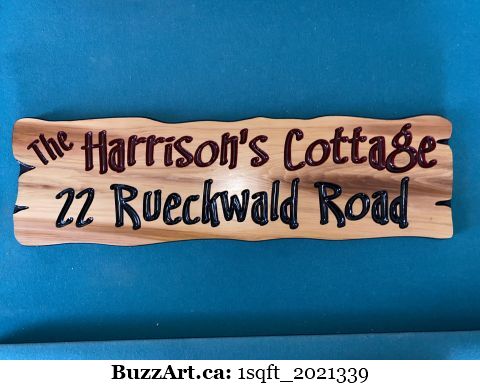 The Harrison's Cottage
22 Rueckwald Road
BuzzArt.ca: 1sqft_2021339